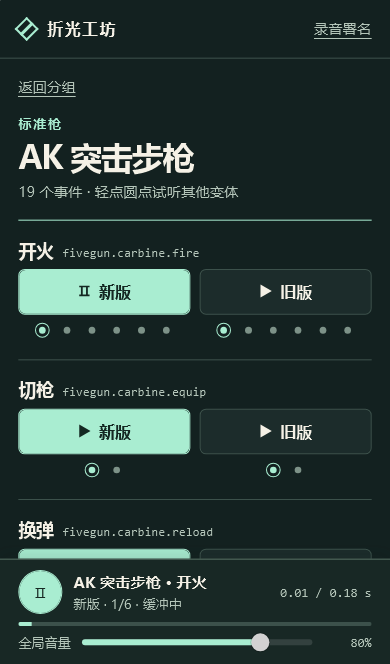 折光工坊
录音署名
返回分组
标准枪
AK 突击步枪
19 个事件 · 轻点圆点试听其他变体
开火 fivegun.carbine.fire
新版
旧版
切枪 fivegun.carbine.equip
新版
旧版
换弹 fivegun.carbine.reload
AK 突击步枪 · 开火
新版 · 1/6 · 缓冲中
0.01 / 0.18 s
全局音量
80%